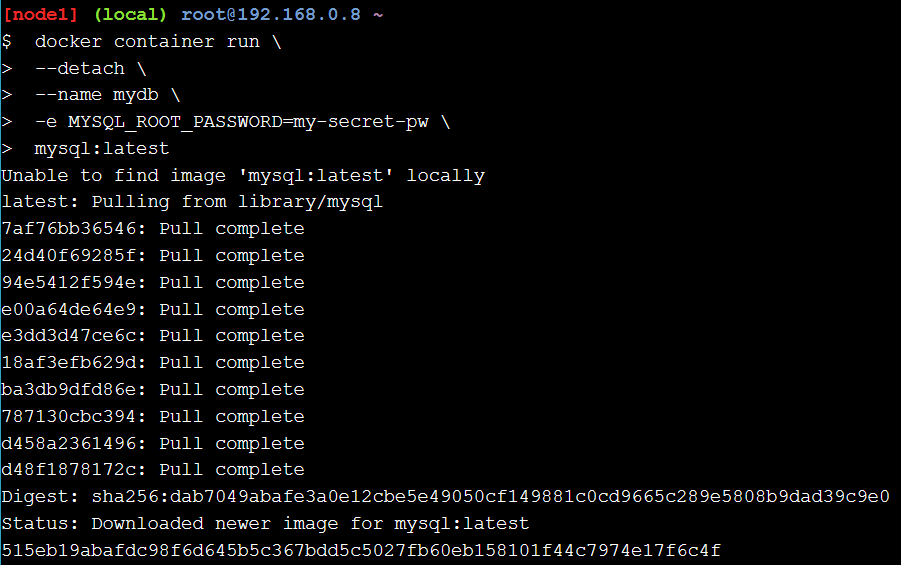 [node1] (local) root@192.168.0.8 ~
$  docker container run \
>  --detach \
>  --name mydb \
>  -e MYSQL_ROOT_PASSWORD=my-secret-pw \
>  mysql:latest
Unable to find image 'mysql:latest' locally
latest: Pulling from library/mysql
7af76bb36546: Pull complete
24d40f69285f: Pull complete
94e5412f594e: Pull complete
e00a64de64e9: Pull complete
e3dd3d47ce6c: Pull complete
18af3efb629d: Pull complete
ba3db9dfd86e: Pull complete
787130cbc394: Pull complete
d458a2361496: Pull complete
d48f1878172c: Pull complete
Digest: sha256:dab7049abafe3a0e12cbe5e49050cf149881c0cd9665c289e5808b9dad39c9e0
Status: Downloaded newer image for mysql:latest
515eb19abafdc98f6d645b5c367bdd5c5027fb60eb158101f44c7974e17f6c4f